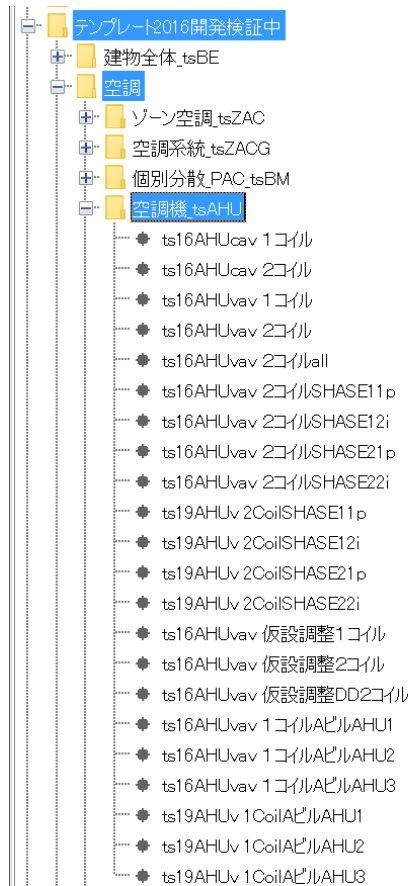 テンプレート2016開発検証中
建物全体_tsBE
空調
ゾーン空調_tsZAC
空調系統_tsZACG
個別分散_PAC_tsBM
空調機_tsAHU
ts16AHUcav 1コイル
ts16AHUcav 2コイル
ts16AHUvav 1コイル
ts16AHUvav 2コイル
ts16AHUvav 2コイルall
ts16AHUvav 2コイルSHASE11p
ts16AHUvav 2コイルSHASE12i
ts16AHUvav 2コイルSHASE21p
ts16AHUvav 2コイルSHASE22i
ts19AHUv 2CoilSHASE11p
ts19AHUv 2CoilSHASE12i
ts19AHUv 2CoilSHASE21p
ts19AHUv 2CoilSHASE22i
ts16AHUvav 仮設調整1コイル
ts16AHUvav 仮設調整2コイル
ts16AHUvav 仮設調整DD2コイル
ts16AHUvav 1コイルAビルAHU1
ts16AHUvav 1コイルAビルAHU2
ts16AHUvav 1コイルAビルAHU3
ts19AHUv 1CoilAビルAHU1
ts19AHUv 1CoilAビルAHU2
ts19AHUv 1CoilAビルAHU3